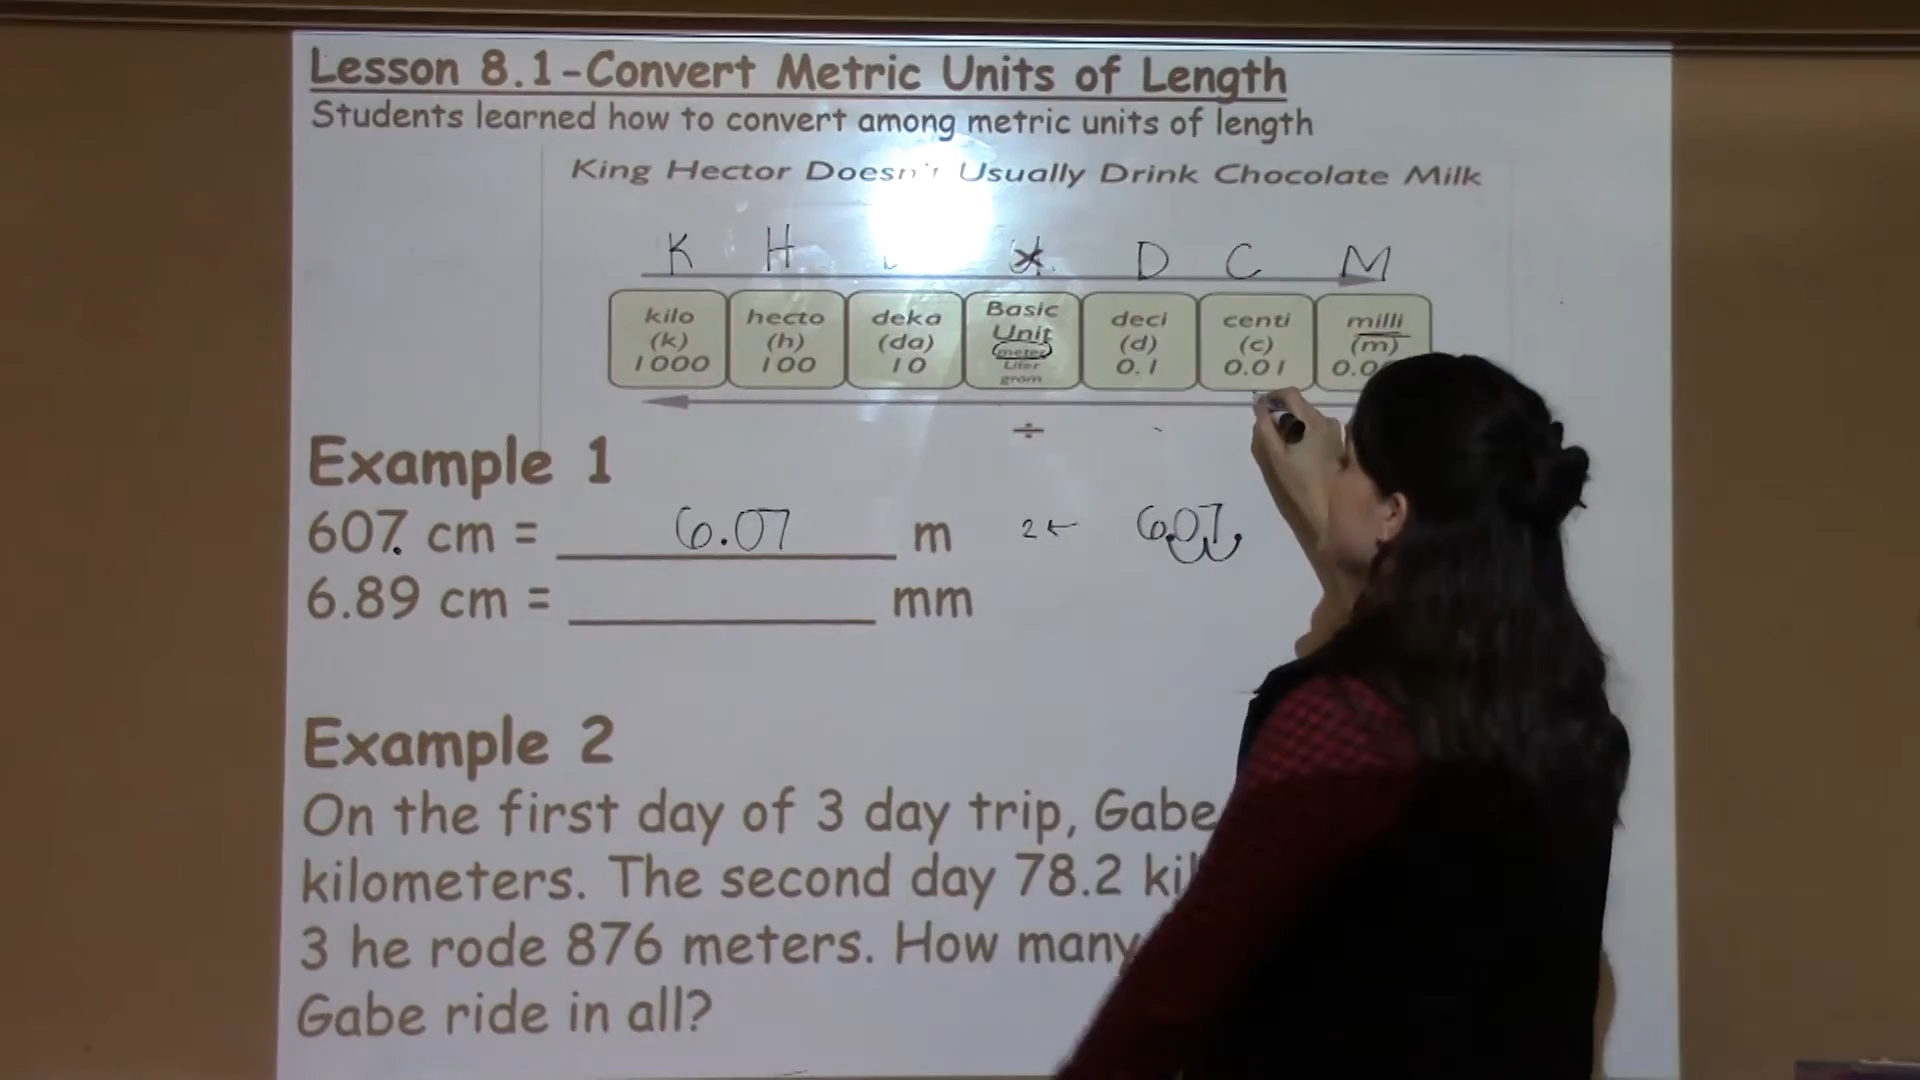 Lesson 8.1-Convert Metric Units of Length
Students learned how to convert among metric units of length
King Hector Doesn't Usually Drink Chocolate Milk
K H D C M
kilo (k) 1000
hecto (h) 100
deka (da) 10
Basic Unit meter Liter gram
deci (d) 0.1
centi (c) 0.01
milli (m)
÷
Example 1
607. cm = 6.07 m 2← 6.07.
6.89 cm = ____ mm
Example 2
On the first day of 3 day trip, Gabe
kilometers. The second day 78.2
3 he rode 876 meters. How many
Gabe ride in all?